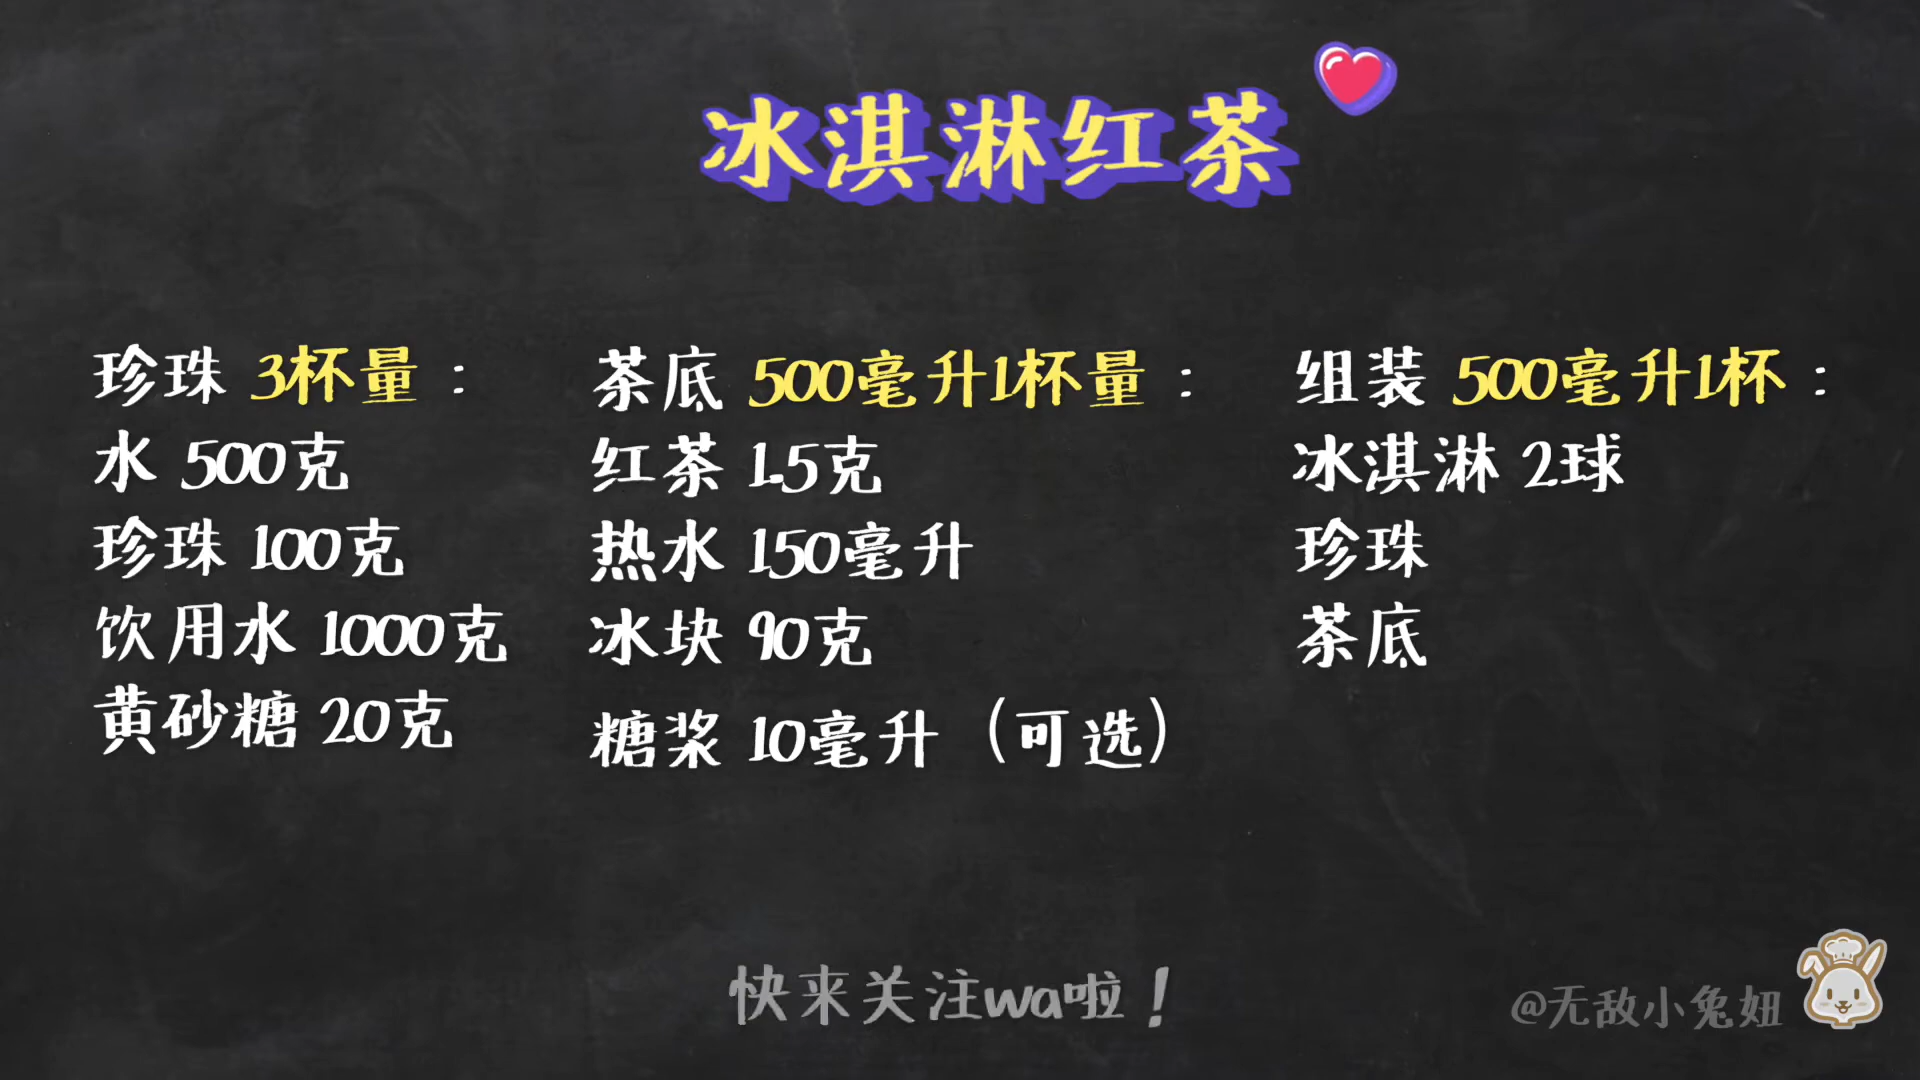 冰淇淋红茶
珍珠 3杯量：
水 500克
珍珠 100克
饮用水 1000克
黄砂糖 20克
茶底 500毫升1杯量：
红茶 1.5克
热水 150毫升
冰块 90克
糖浆 10毫升（可选）
组装 500毫升1杯：
冰淇淋 2球
珍珠
茶底
快来关注wa啦！
@无敌小兔妞